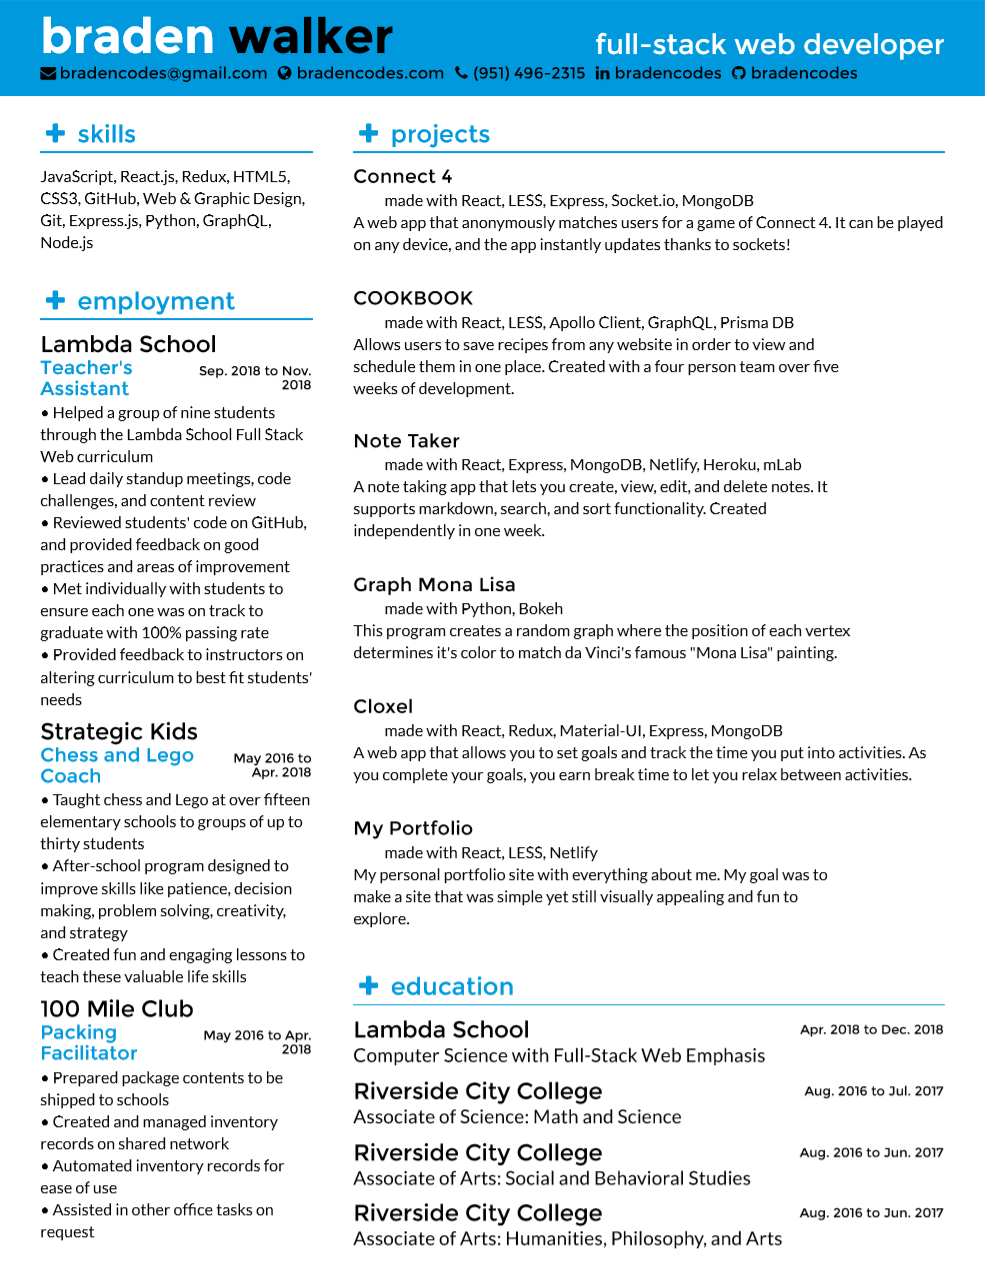 braden walker
full-stack web developer
bradencodes@gmail.com bradencodes.com (951) 496-2315 bradencodes bradencodes
skills
JavaScript, React.js, Redux, HTML5,
CSS3, GitHub, Web & Graphic Design,
Git, Express.js, Python, GraphQL,
Node.js
employment
Lambda School
Teacher's
Assistant
Sep. 2018 to Nov.
2018
• Helped a group of nine students
through the Lambda School Full Stack
Web curriculum
• Lead daily standup meetings, code
challenges, and content review
• Reviewed students' code on GitHub,
and provided feedback on good
practices and areas of improvement
• Met individually with students to
ensure each one was on track to
graduate with 100% passing rate
• Provided feedback to instructors on
altering curriculum to best fit students'
needs
Strategic Kids
Chess and Lego
Coach
May 2016 to
Apr. 2018
• Taught chess and Lego at over fifteen
elementary schools to groups of up to
thirty students
• After-school program designed to
improve skills like patience, decision
making, problem solving, creativity,
and strategy
• Created fun and engaging lessons to
teach these valuable life skills
100 Mile Club
Packing
Facilitator
May 2016 to Apr.
2018
• Prepared package contents to be
shipped to schools
• Created and managed inventory
records on shared network
• Automated inventory records for
ease of use
• Assisted in other office tasks on
request
projects
Connect 4
made with React, LESS, Express, Socket.io, MongoDB
A web app that anonymously matches users for a game of Connect 4. It can be played
on any device, and the app instantly updates thanks to sockets!
COOKBOOK
made with React, LESS, Apollo Client, GraphQL, Prisma DB
Allows users to save recipes from any website in order to view and
schedule them in one place. Created with a four person team over five
weeks of development.
Note Taker
made with React, Express, MongoDB, Netlify, Heroku, mLab
A note taking app that lets you create, view, edit, and delete notes. It
supports markdown, search, and sort functionality. Created
independently in one week.
Graph Mona Lisa
made with Python, Bokeh
This program creates a random graph where the position of each vertex
determines it's color to match da Vinci's famous "Mona Lisa" painting.
Cloxel
made with React, Redux, Material-UI, Express, MongoDB
A web app that allows you to set goals and track the time you put into activities. As
you complete your goals, you earn break time to let you relax between activities.
My Portfolio
made with React, LESS, Netlify
My personal portfolio site with everything about me. My goal was to
make a site that was simple yet still visually appealing and fun to
explore.
education
Lambda School Apr. 2018 to Dec. 2018
Computer Science with Full-Stack Web Emphasis
Riverside City College Aug. 2016 to Jul. 2017
Associate of Science: Math and Science
Riverside City College Aug. 2016 to Jun. 2017
Associate of Arts: Social and Behavioral Studies
Riverside City College Aug. 2016 to Jun. 2017
Associate of Arts: Humanities, Philosophy, and Arts